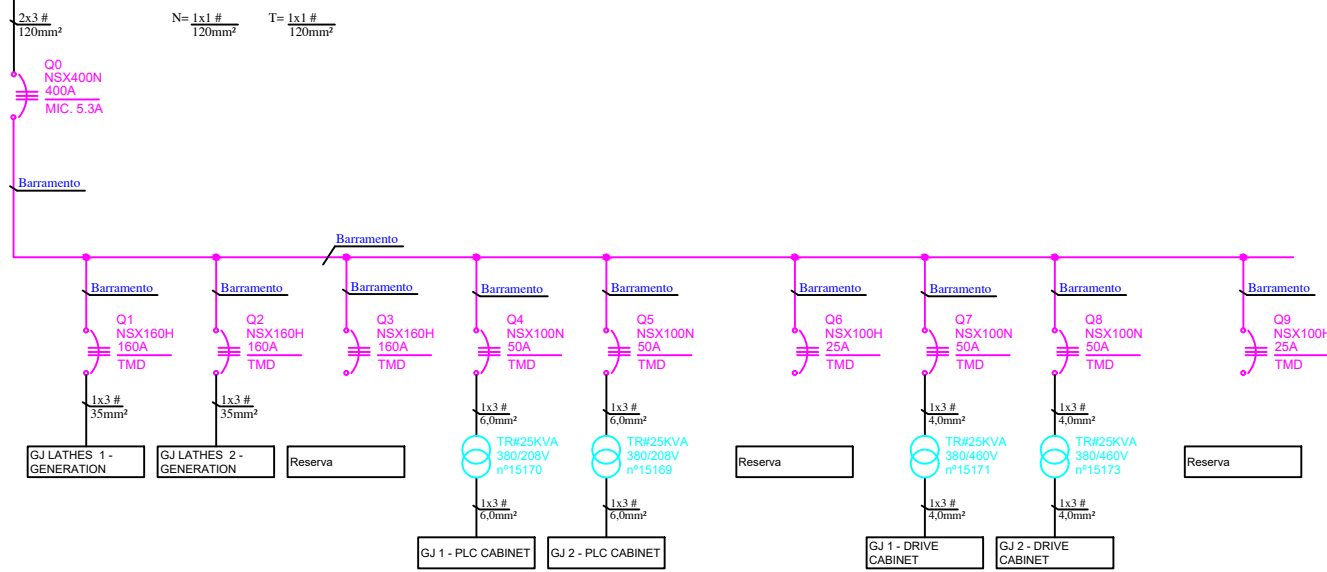 2x3 #
120mm²
N= 1x1 #
120mm²
T= 1x1 #
120mm²
Q0
NSX400N
400A
MIC. 5.3A
Barramento
Barramento
Barramento
Q1
NSX160H
160A
TMD
1x3 #
35mm²
GJ LATHES 1 -
GENERATION
Barramento
Q2
NSX160H
160A
TMD
1x3 #
35mm²
GJ LATHES 2 -
GENERATION
Barramento
Q3
NSX160H
160A
TMD
Reserva
Barramento
Q4
NSX100N
50A
TMD
1x3 #
6,0mm²
TR#25KVA
380/208V
nº15170
1x3 #
6,0mm²
GJ 1 - PLC CABINET
Barramento
Q5
NSX100N
50A
TMD
1x3 #
6,0mm²
TR#25KVA
380/208V
nº15169
1x3 #
6,0mm²
GJ 2 - PLC CABINET
Barramento
Q6
NSX100H
25A
TMD
Reserva
Barramento
Q7
NSX100N
50A
TMD
1x3 #
4,0mm²
TR#25KVA
380/460V
nº15171
1x3 #
4,0mm²
GJ 1 - DRIVE
CABINET
Barramento
Q8
NSX100N
50A
TMD
1x3 #
4,0mm²
TR#25KVA
380/460V
nº15173
1x3 #
4,0mm²
GJ 2 - DRIVE
CABINET
Barramento
Q9
NSX100H
25A
TMD
Reserva